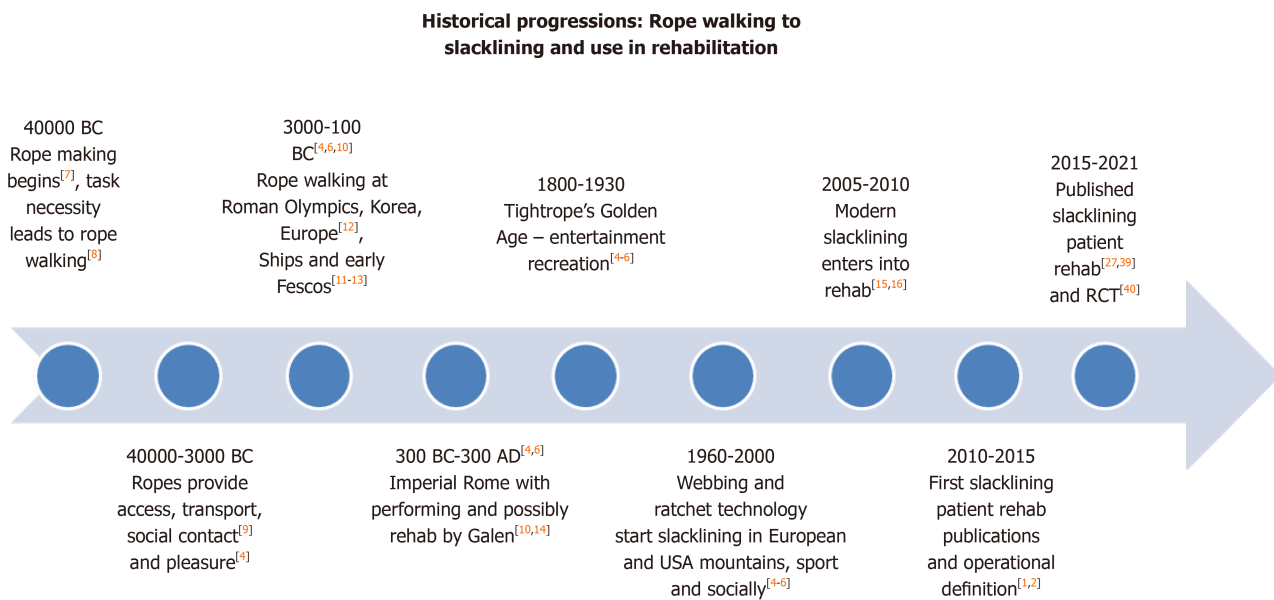 Historical progressions: Rope walking to
slacklining and use in rehabilitation
40000 BC
Rope making
begins[7], task
necessity
leads to rope
walking[8]
3000-100
BC[4,6,10]
Rope walking at
Roman Olympics, Korea,
Europe[12],
Ships and early
Fescos[11-13]
1800-1930
Tightrope’s Golden
Age – entertainment
recreation[4-6]
2005-2010
Modern
slacklining
enters into
rehab[15,16]
2015-2021
Published
slacklining
patient
rehab[27,39]
and RCT[40]
40000-3000 BC
Ropes provide
access, transport,
social contact[9]
and pleasure[4]
300 BC-300 AD[4,6]
Imperial Rome with
performing and possibly
rehab by Galen[10,14]
1960-2000
Webbing and
ratchet technology
start slacklining in European
and USA mountains, sport
and socially[4-6]
2010-2015
First slacklining
patient rehab
publications
and operational
definition[1,2]